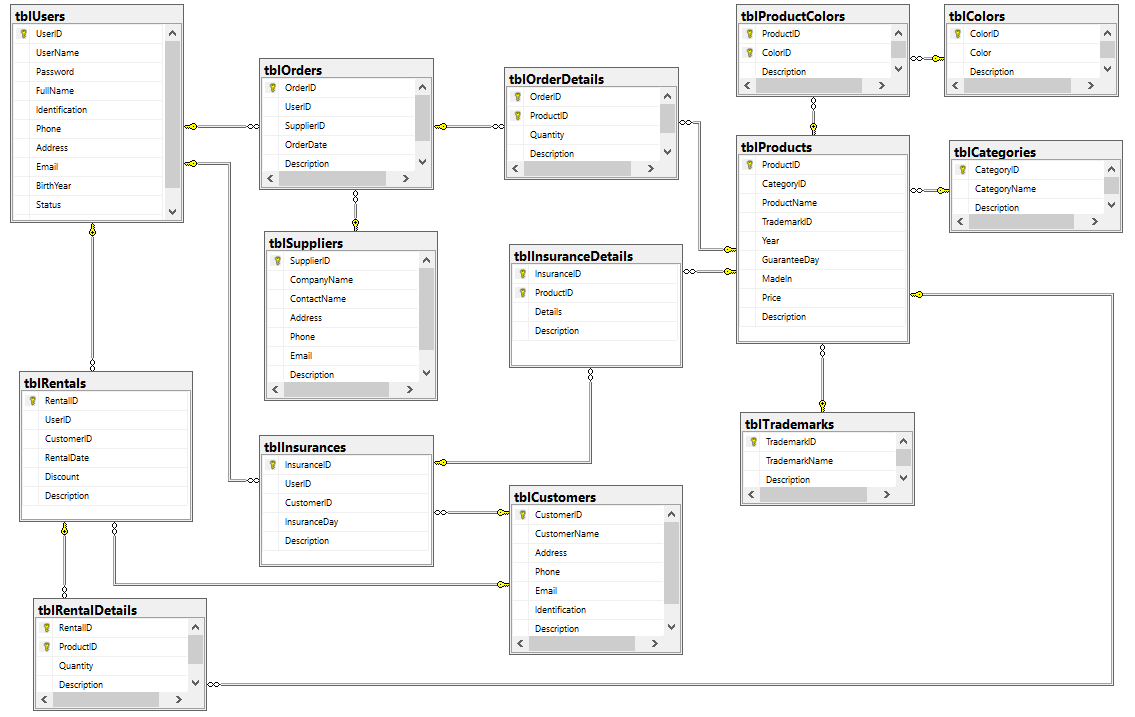 tblUsers
UserID
UserName
Password
FullName
Identification
Phone
Address
Email
BirthYear
Status
tblOrders
OrderID
UserID
SupplierID
OrderDate
Description
tblOrderDetails
OrderID
ProductID
Quantity
Description
tblProductColors
ProductID
ColorID
Description
tblColors
ColorID
Color
Description
tblProducts
ProductID
CategoryID
ProductName
TrademarkID
Year
GuaranteeDay
MadeIn
Price
Description
tblCategories
CategoryID
CategoryName
Description
tblSuppliers
SupplierID
CompanyName
ContactName
Address
Phone
Email
Description
tblInsuranceDetails
InsuranceID
ProductID
Details
Description
tblRentals
RentalID
UserID
CustomerID
RentalDate
Discount
Description
tblInsurances
InsuranceID
UserID
CustomerID
InsuranceDay
Description
tblTrademarks
TrademarkID
TrademarkName
Description
tblCustomers
CustomerID
CustomerName
Address
Phone
Email
Identification
Description
tblRentalDetails
RentalID
ProductID
Quantity
Description